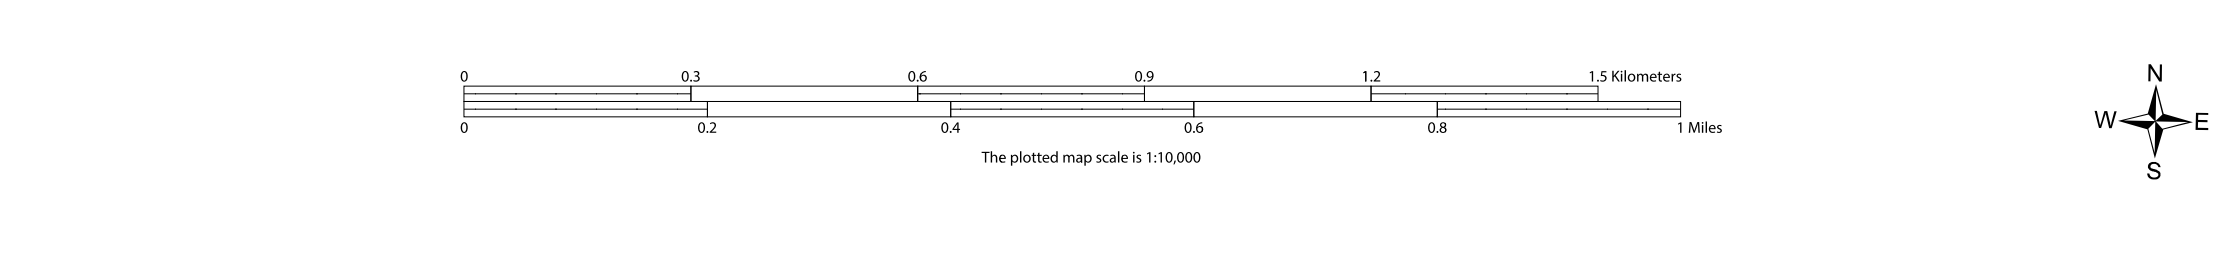 0 0.3 0.6 0.9 1.2 1.5 Kilometers
0 0.2 0.4 0.6 0.8 1 Miles
The plotted map scale is 1:10,000
N
W E
S